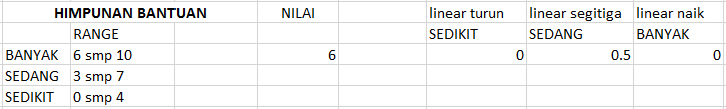 HIMPUNAN BANTUAN NILAI linear turun linear segitiga linear naik
RANGE SEDIKIT SEDANG BANYAK
BANYAK 6 smp 10 6 0 0.5 0
SEDANG 3 smp 7
SEDIKIT 0 smp 4